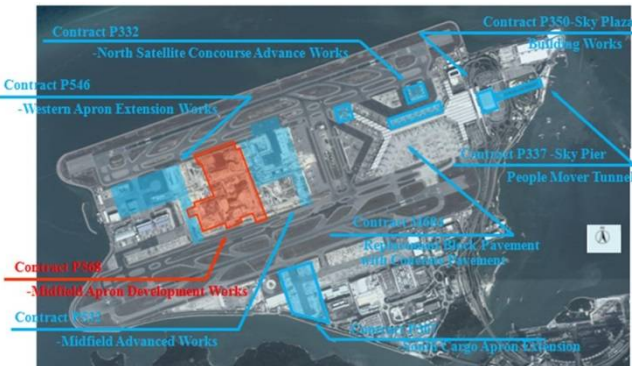 Contract P332
-North Satellite Concourse Advance Works
Contract P350-Sky Plaza
Building Works
Contract P546
-Western Apron Extension Works
Contract P337 -Sky Pier
People Mover Tunnel
Contract
Replacement Block Pavement
with Concrete Pavement
Contract P568
-Midfield Apron Development Works
Contract
-Midfield Advanced Works
Contract
South Cargo Apron Extension